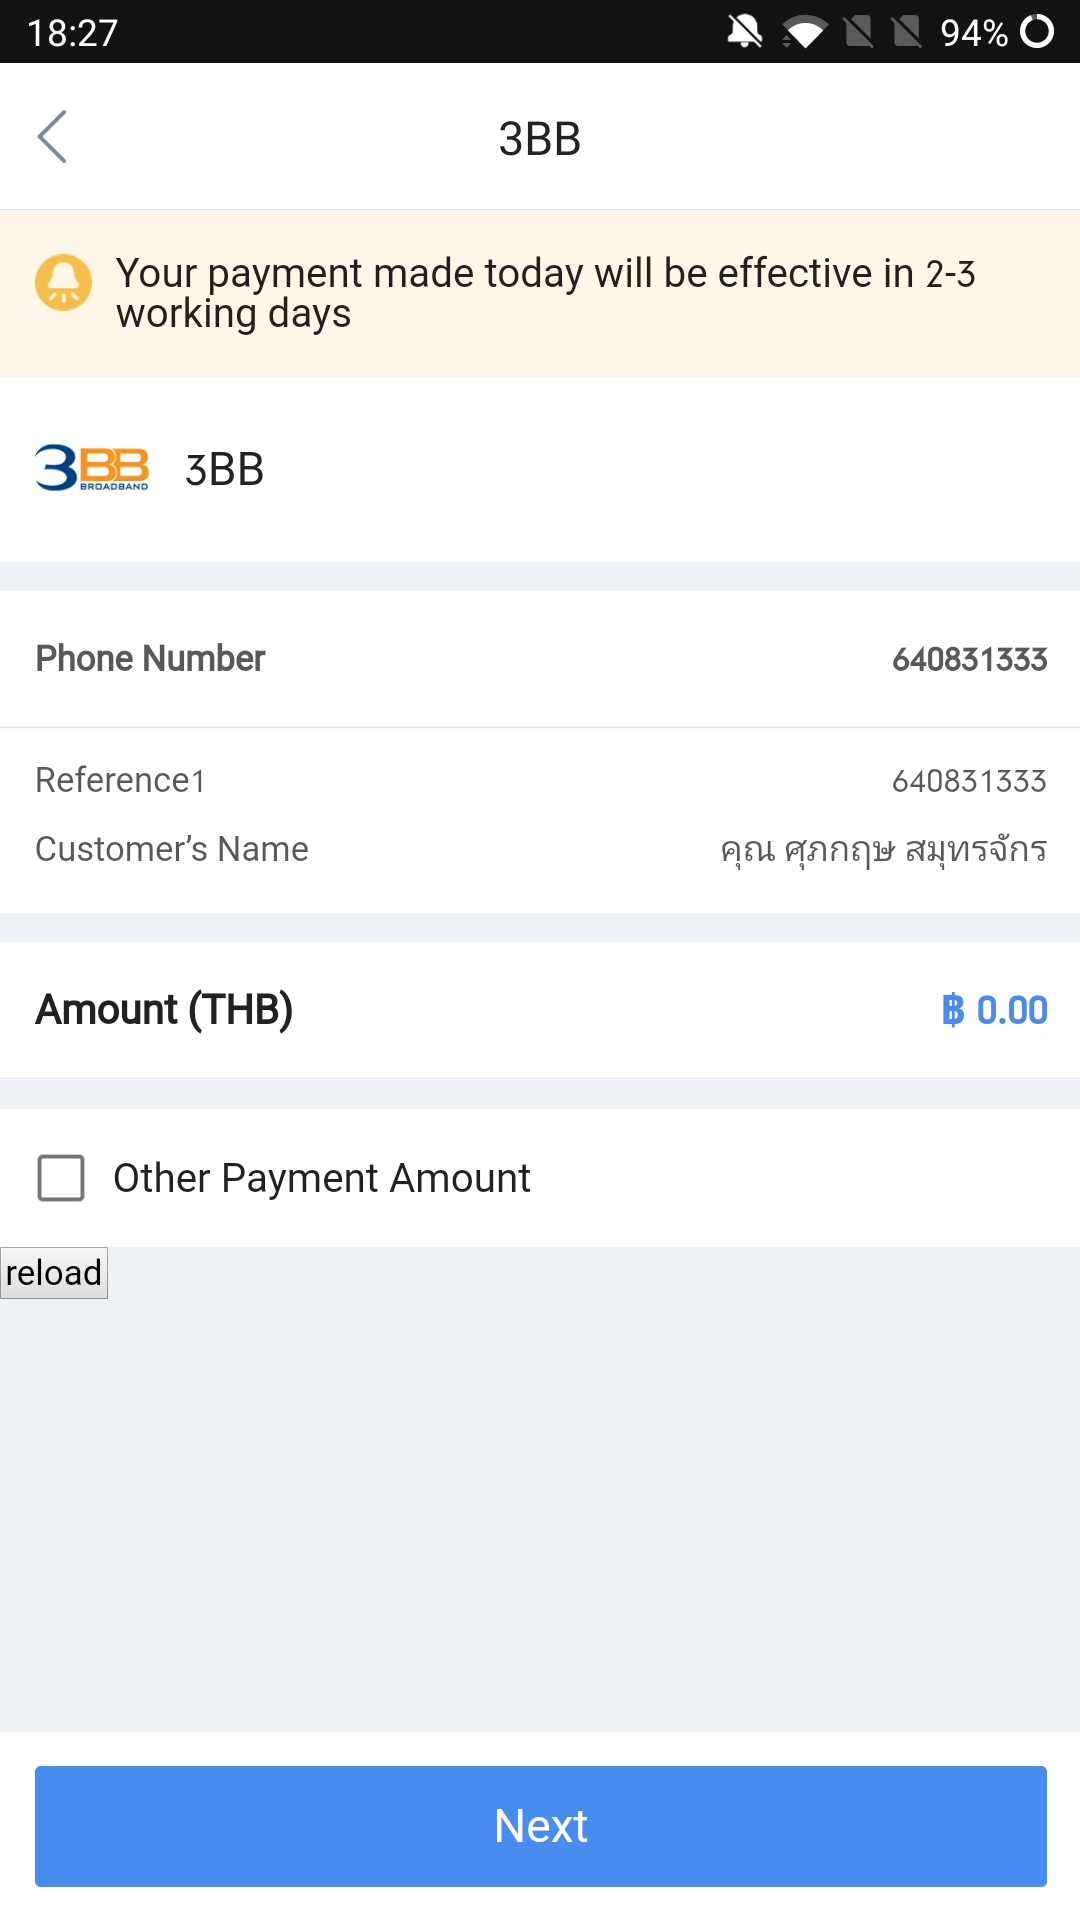 18:27
94%
3BB
Your payment made today will be effective in 2-3
working days
3BB
BROADBAND
3BB
Phone Number
640831333
Reference1
640831333
Customer’s Name
คุณ ศุภกฤษ สมุทรจักร
Amount (THB)
฿ 0.00
Other Payment Amount
reload
Next